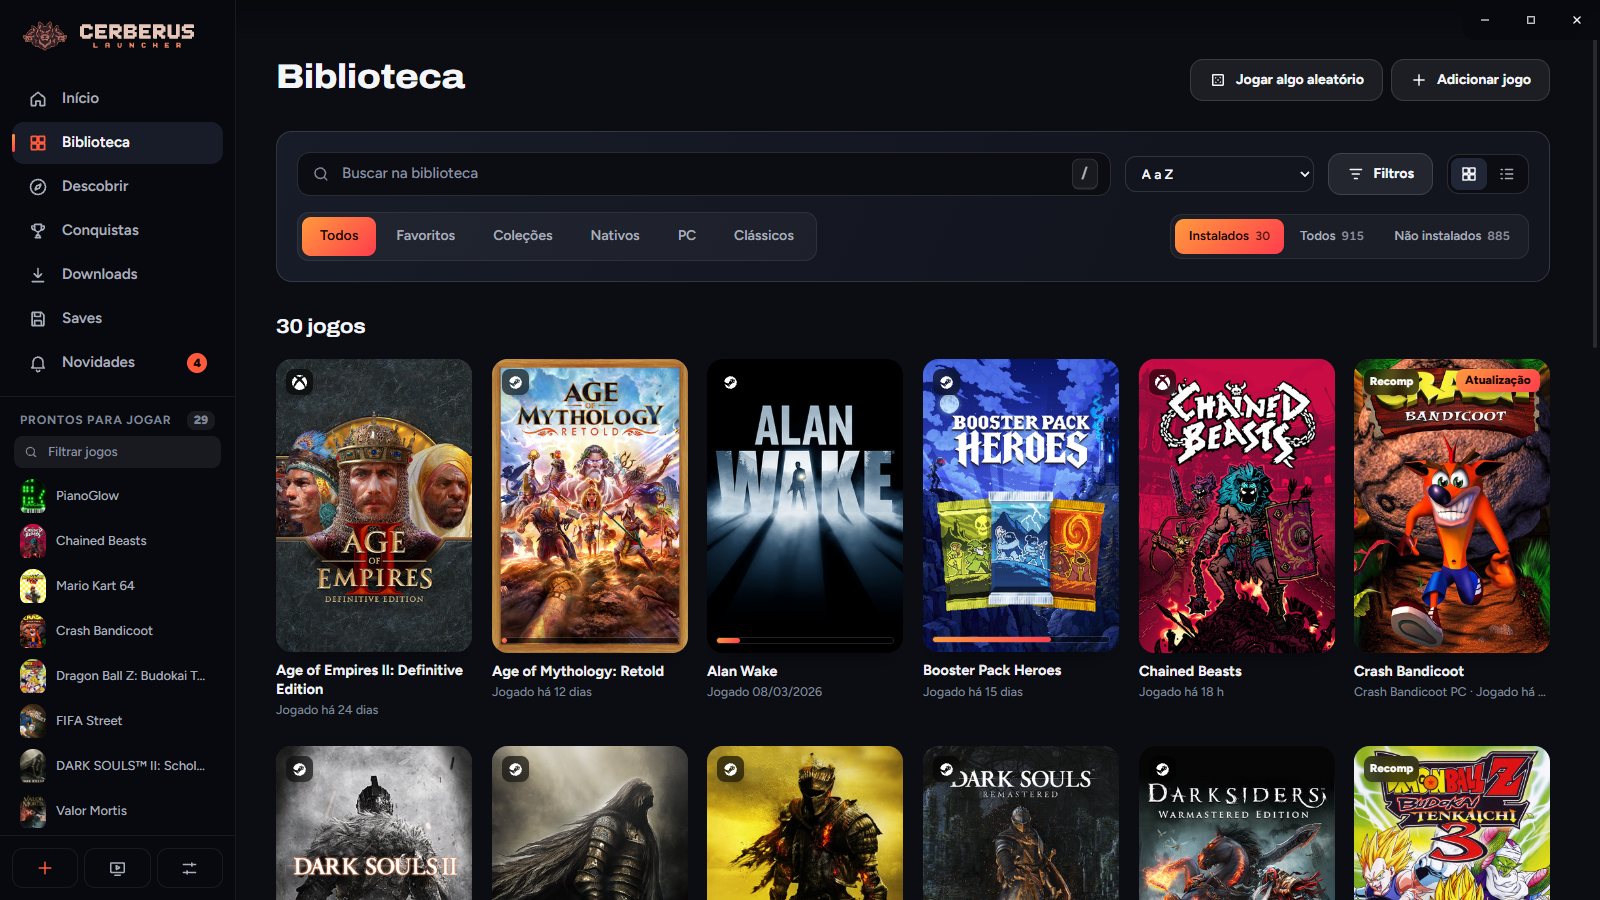 CERBERUS
LAUNCHER
Início
Biblioteca
Descobrir
Conquistas
Downloads
Saves
Novidades 4
PRONTOS PARA JOGAR 29
Filtrar jogos
PianoGlow
Chained Beasts
Mario Kart 64
Crash Bandicoot
Dragon Ball Z: Budokai T...
FIFA Street
DARK SOULS™ II: Schol...
Valor Mortis
Biblioteca
Jogar algo aleatório
Adicionar jogo
Buscar na biblioteca /
A a Z
Filtros
Todos Favoritos Coleções Nativos PC Clássicos
Instalados 30 Todos 915 Não instalados 885
30 jogos
AGE
OF
EMPIRES
DEFINITIVE EDITION
Age of Empires II: Definitive
Edition
Jogado há 24 dias
AGE
OF
MYTHOLOGY
RETOLD
Age of Mythology: Retold
Jogado há 12 dias
ALAN
WAKE
Alan Wake
Jogado 08/03/2026
BOOSTER PACK
HEROES
Booster Pack Heroes
Jogado há 15 dias
CHAINED
BEASTS
Chained Beasts
Jogado há 18 h
Recomp
Atualização
CRASH
BANDICOOT
Crash Bandicoot
Crash Bandicoot PC · Jogado há ...
DARK SOULS II
DARK SOULS
REMASTERED
DARKSIDERS
WARMASTERED EDITION
Recomp
DRAGON BALL Z
BUDOKAI
TENKAICHI
3